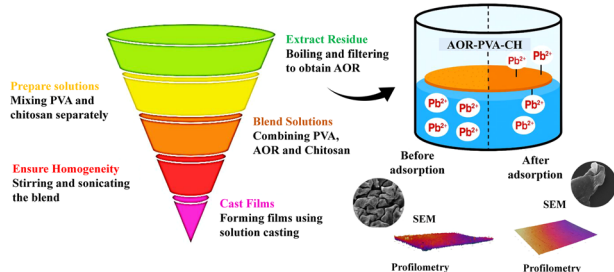 Extract Residue
Boiling and filtering
to obtain AOR
Prepare solutions
Mixing PVA and
chitosan separately
Blend Solutions
Combining PVA,
AOR and Chitosan
Ensure Homogeneity
Stirring and sonicating
the blend
Cast Films
Forming films using
solution casting
AOR-PVA-CH
Pb²⁺
Pb²⁺
Pb²⁺
Pb²⁺
Pb²⁺
Pb²⁺
Pb²⁺
Pb²⁺
Before
adsorption
After
adsorption
SEM
SEM
Profilometry
Profilometry